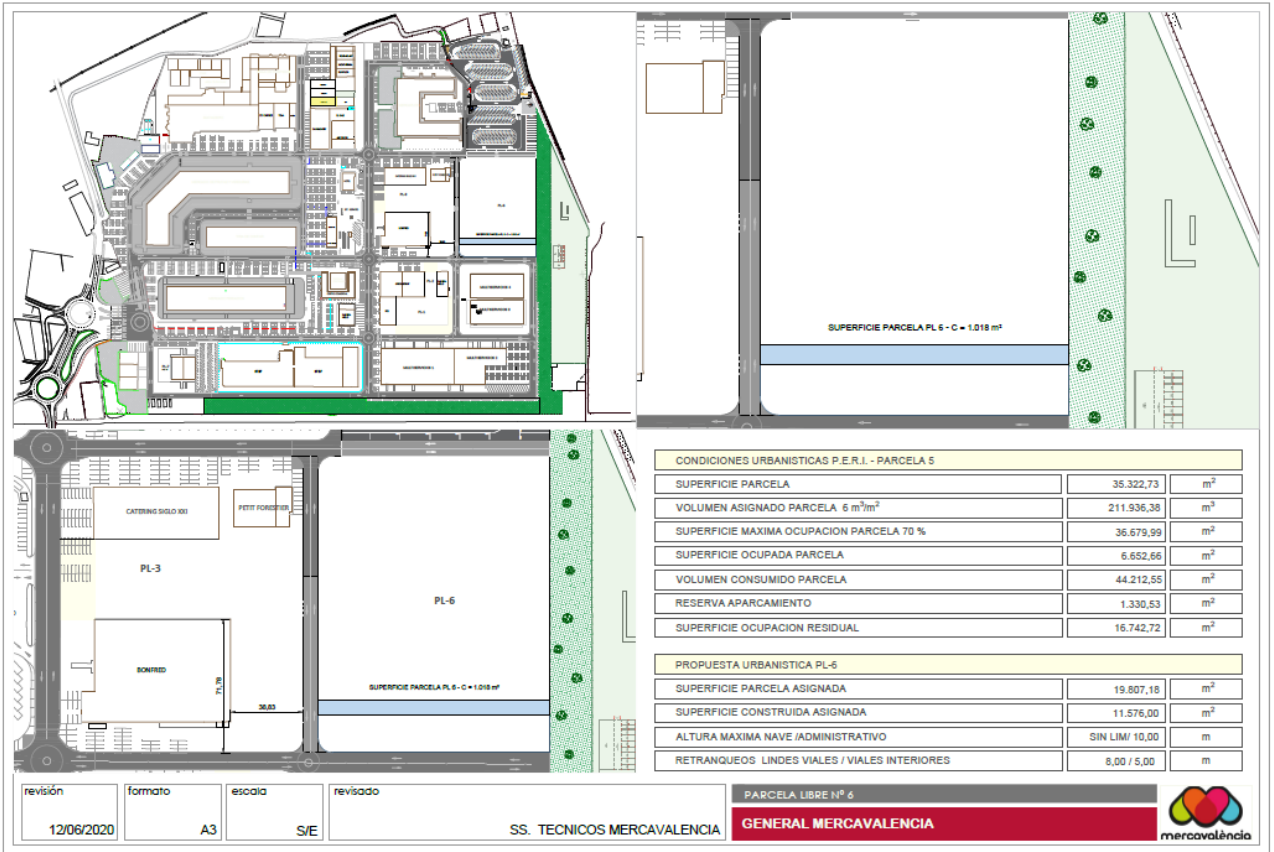 SUPERFICIE PARCELA PL 6 - C = 1.018 m²
CATERING SIGLO XXI
PETIT FORESTIER
PL-3
PL-6
BONFRED
71,78
SUPERFICIE PARCELA PL 6 - C = 1.018 m²
CONDICIONES URBANISTICAS P.E.R.I. - PARCELA 5
SUPERFICIE PARCELA 35.322,73 m²
VOLUMEN ASIGNADO PARCELA 6 m³/m² 211.936,38 m³
SUPERFICIE MAXIMA OCUPACION PARCELA 70 % 36.679,99 m²
SUPERFICIE OCUPADA PARCELA 6.652,66 m²
VOLUMEN CONSUMIDO PARCELA 44.212,55 m²
RESERVA APARCAMIENTO 1.330,53 m²
SUPERFICIE OCUPACION RESIDUAL 16.742,72 m²
PROPUESTA URBANISTICA PL-6
SUPERFICIE PARCELA ASIGNADA 19.807,18 m²
SUPERFICIE CONSTRUIDA ASIGNADA 11.576,00 m²
ALTURA MAXIMA NAVE /ADMINISTRATIVO SIN LIM/ 10,00 m
RETRANQUEOS LINDES VIALES / VIALES INTERIORES 8,00 / 5,00 m
revisión
12/06/2020
formato
A3
escala
S/E
revisado
SS. TECNICOS MERCAVALENCIA
PARCELA LIBRE Nº 6
GENERAL MERCAVALENCIA
mercavalència